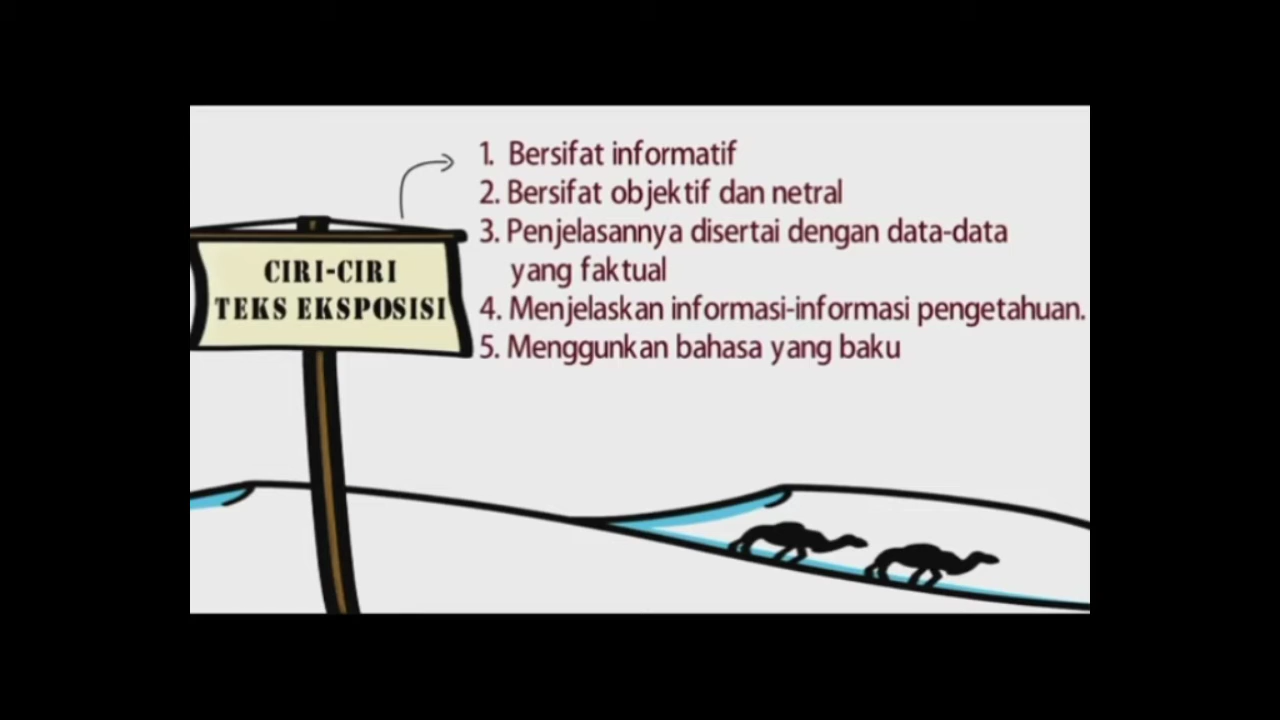 CIRI-CIRI
TEKS EKSPOSISI
1. Bersifat informatif
2. Bersifat objektif dan netral
3. Penjelasannya disertai dengan data-data
yang faktual
4. Menjelaskan informasi-informasi pengetahuan.
5. Menggunkan bahasa yang baku